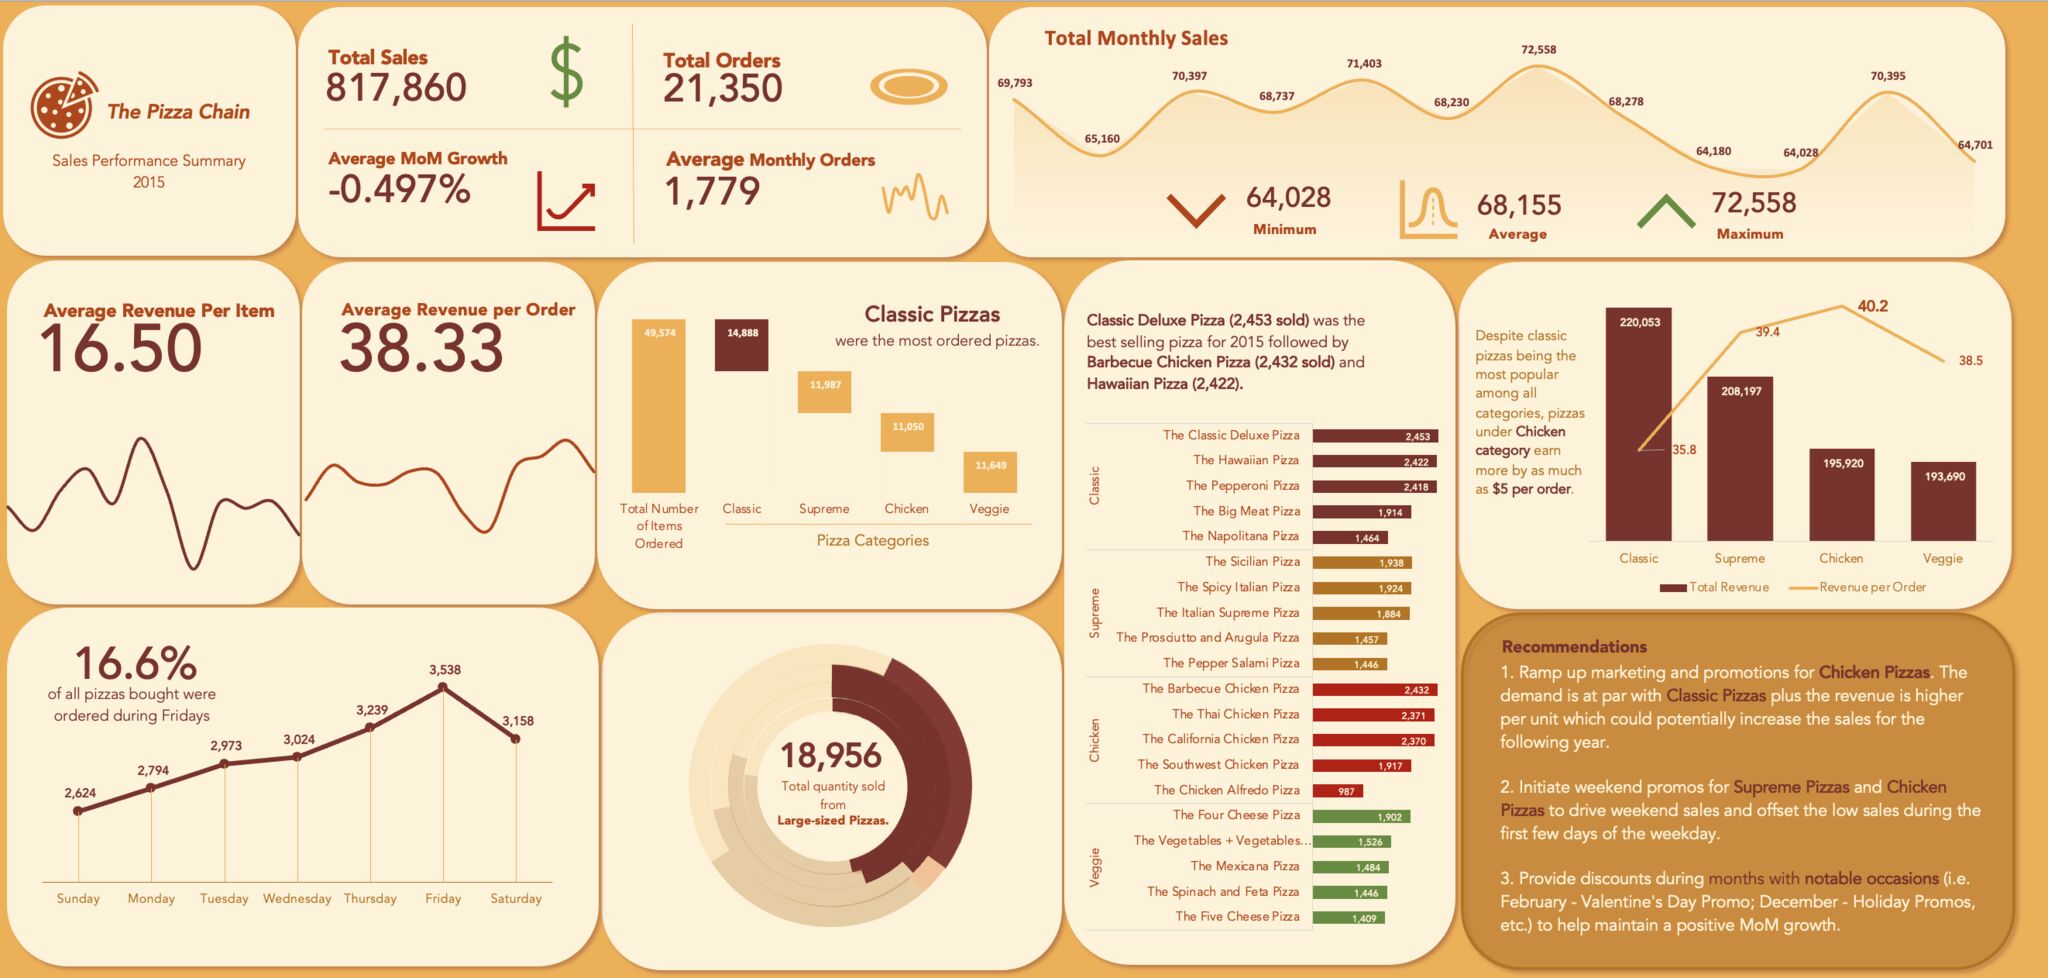 The Pizza Chain
Sales Performance Summary
2015
Total Sales
817,860
Total Orders
21,350
Average MoM Growth
-0.497%
Average Monthly Orders
1,779
Total Monthly Sales
69,793
65,160
70,397
68,737
71,403
68,230
72,558
68,278
64,180
64,028
70,395
64,701
64,028
Minimum
68,155
Average
72,558
Maximum
Average Revenue Per Item
16.50
Average Revenue per Order
38.33
Classic Pizzas
were the most ordered pizzas.
49,574
14,888
11,987
11,050
11,649
Total Number
of Items
Ordered
Classic
Supreme
Chicken
Veggie
Pizza Categories
Classic Deluxe Pizza (2,453 sold) was the
best selling pizza for 2015 followed by
Barbecue Chicken Pizza (2,432 sold) and
Hawaiian Pizza (2,422).
Classic
The Classic Deluxe Pizza 2,453
The Hawaiian Pizza 2,422
The Pepperoni Pizza 2,418
The Big Meat Pizza 1,914
The Napolitana Pizza 1,464
Supreme
The Sicilian Pizza 1,938
The Spicy Italian Pizza 1,924
The Italian Supreme Pizza 1,884
The Prosciutto and Arugula Pizza 1,457
The Pepper Salami Pizza 1,446
Chicken
The Barbecue Chicken Pizza 2,432
The Thai Chicken Pizza 2,371
The California Chicken Pizza 2,370
The Southwest Chicken Pizza 1,917
The Chicken Alfredo Pizza 987
Veggie
The Four Cheese Pizza 1,902
The Vegetables + Vegetables... 1,526
The Mexicana Pizza 1,484
The Spinach and Feta Pizza 1,446
The Five Cheese Pizza 1,409
Despite classic
pizzas being the
most popular
among all
categories, pizzas
under Chicken
category earn
more by as much
as $5 per order.
220,053
208,197
195,920
193,690
35.8
39.4
40.2
38.5
Classic
Supreme
Chicken
Veggie
Total Revenue
Revenue per Order
16.6%
of all pizzas bought were
ordered during Fridays
2,624
2,794
2,973
3,024
3,239
3,538
3,158
Sunday
Monday
Tuesday
Wednesday
Thursday
Friday
Saturday
18,956
Total quantity sold
from
Large-sized Pizzas.
Recommendations
1. Ramp up marketing and promotions for Chicken Pizzas. The
demand is at par with Classic Pizzas plus the revenue is higher
per unit which could potentially increase the sales for the
following year.
2. Initiate weekend promos for Supreme Pizzas and Chicken
Pizzas to drive weekend sales and offset the low sales during the
first few days of the weekday.
3. Provide discounts during months with notable occasions (i.e.
February - Valentine's Day Promo; December - Holiday Promos,
etc.) to help maintain a positive MoM growth.